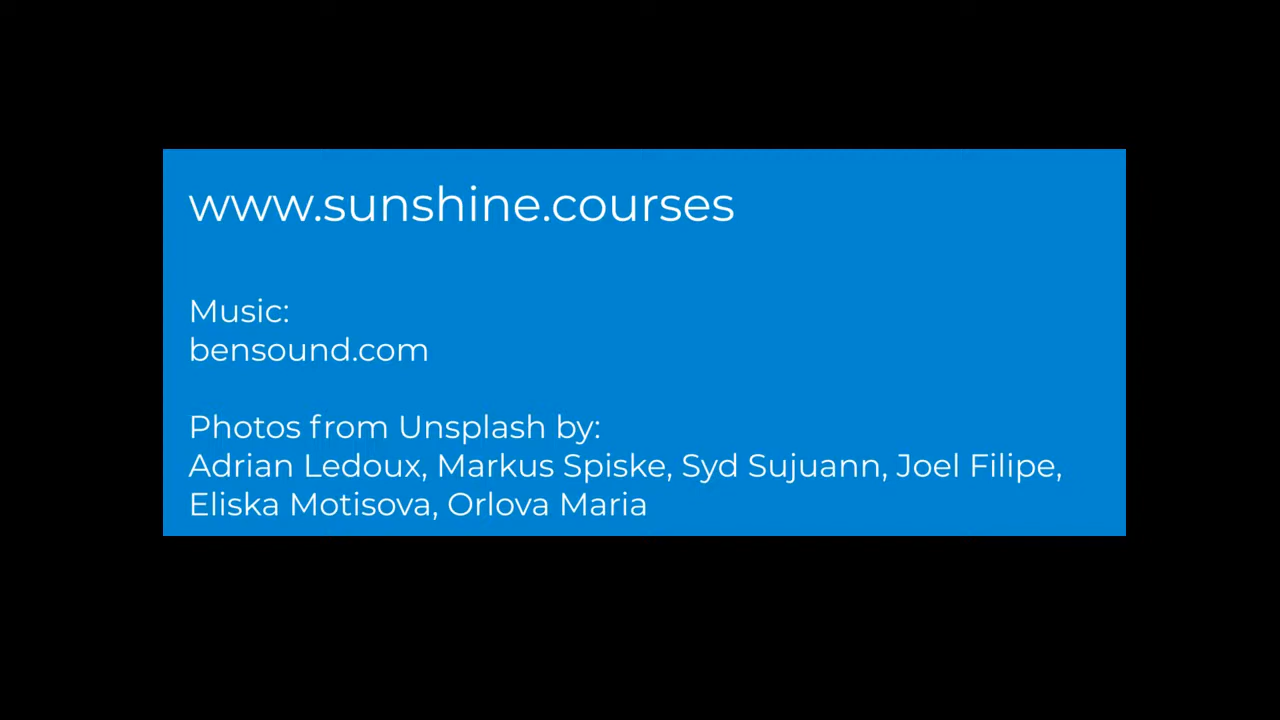 www.sunshine.courses
Music:
bensound.com
Photos from Unsplash by:
Adrian Ledoux, Markus Spiske, Syd Sujuann, Joel Filipe,
Eliska Motisova, Orlova Maria